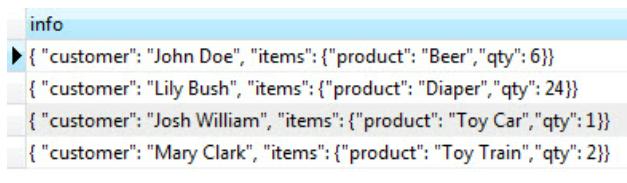 info
{ "customer": "John Doe", "items": {"product": "Beer","qty": 6}}
{ "customer": "Lily Bush", "items": {"product": "Diaper","qty": 24}}
{ "customer": "Josh William", "items": {"product": "Toy Car","qty": 1}}
{ "customer": "Mary Clark", "items": {"product": "Toy Train","qty": 2}}